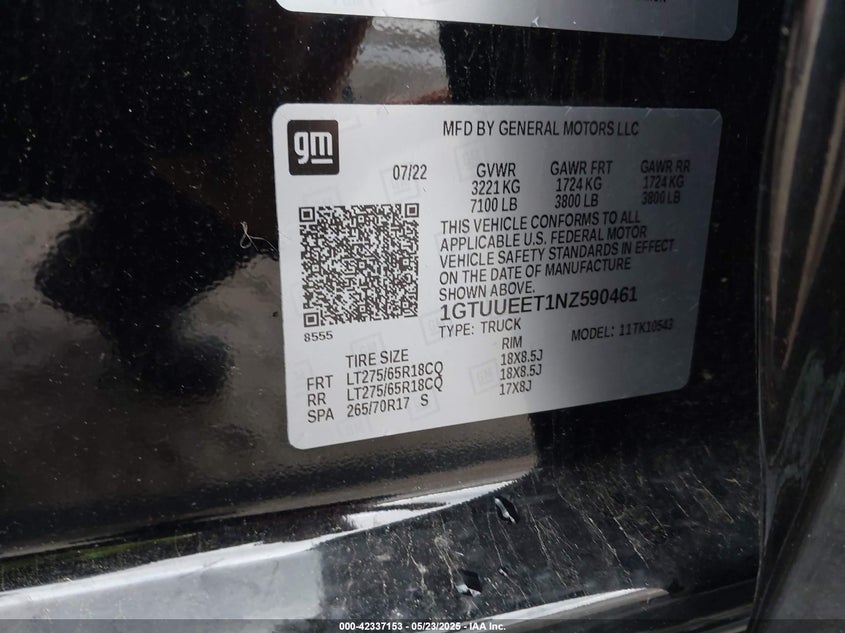 gm
MFD BY GENERAL MOTORS LLC
07/22 GVWR GAWR FRT GAWR RR
3221 KG 1724 KG 1724 KG
7100 LB 3800 LB 3800 LB
THIS VEHICLE CONFORMS TO ALL
APPLICABLE U.S. FEDERAL MOTOR
VEHICLE SAFETY STANDARDS IN EFFECT
ON THE DATE OF MANUFACTURE
SHOWN ABOVE.
1GTUUEET1NZ590461
TYPE: TRUCK MODEL: 11TK10543
8555
TIRE SIZE RIM
FRT LT275/65R18CQ 18X8.5J
RR LT275/65R18CQ 18X8.5J
SPA 265/70R17 S 17X8J
000-42337153 - 05/23/2025 - IAA Inc.